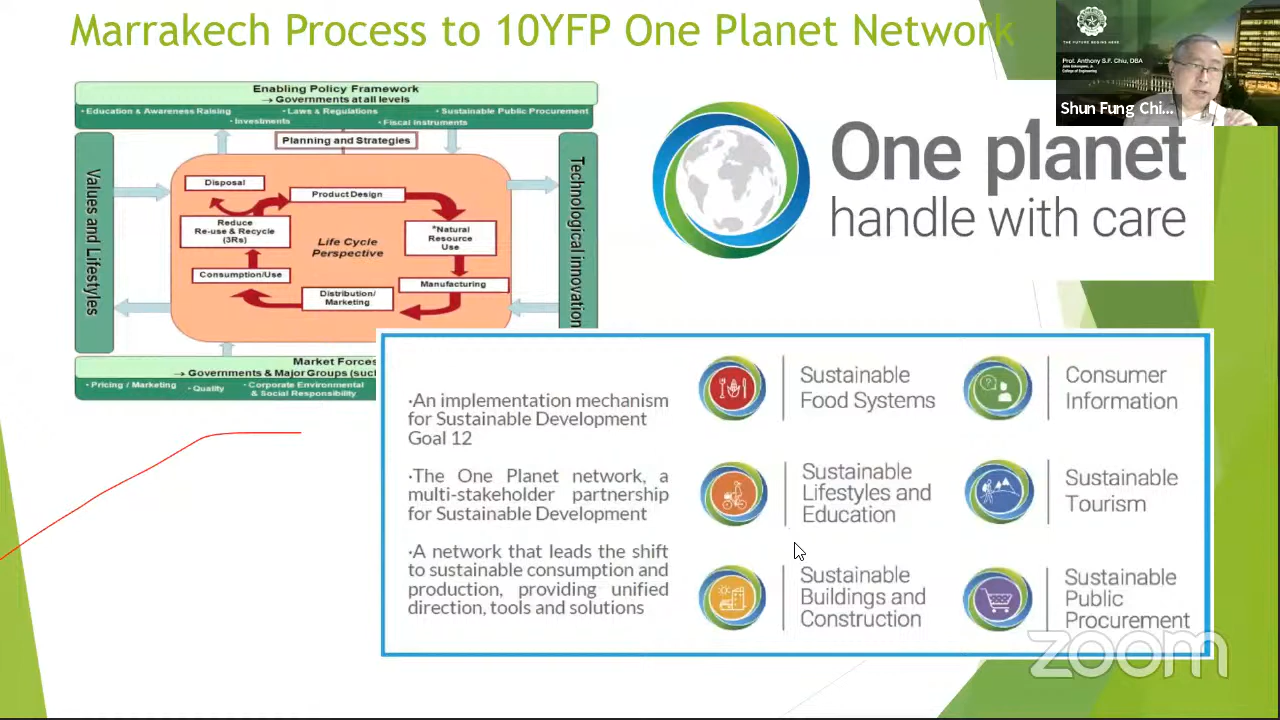 Marrakech Process to 10YFP One Planet Network
THE FUTURE BEGINS HERE
Prof. Anthony S.F. Chiu, DBA
College of Engineering
Shun Fung Chi...
Enabling Policy Framework
→ Governments at all levels
• Education & Awareness Raising
• Laws & Regulations
• Sustainable Public Procurement
• Investments
• Fiscal Instruments
Planning and Strategies
Values and Lifestyles
Technological innovation
Disposal
Product Design
Reduce
Re-use & Recycle
(3Rs)
Life Cycle
Perspective
*Natural
Resource
Use
Consumption/Use
Manufacturing
Distribution/
Marketing
Market Forces
→ Governments & Major Groups (suc
• Pricing / Marketing
• Quality
• Corporate Environmental
& Social Responsibility
One planet
handle with care
·An implementation mechanism
for Sustainable Development
Goal 12
·The One Planet network, a
multi-stakeholder partnership
for Sustainable Development
·A network that leads the shift
to sustainable consumption and
production, providing unified
direction, tools and solutions
Sustainable
Food Systems
Consumer
Information
Sustainable
Lifestyles and
Education
Sustainable
Tourism
Sustainable
Buildings and
Construction
Sustainable
Public
Procurement
zoom